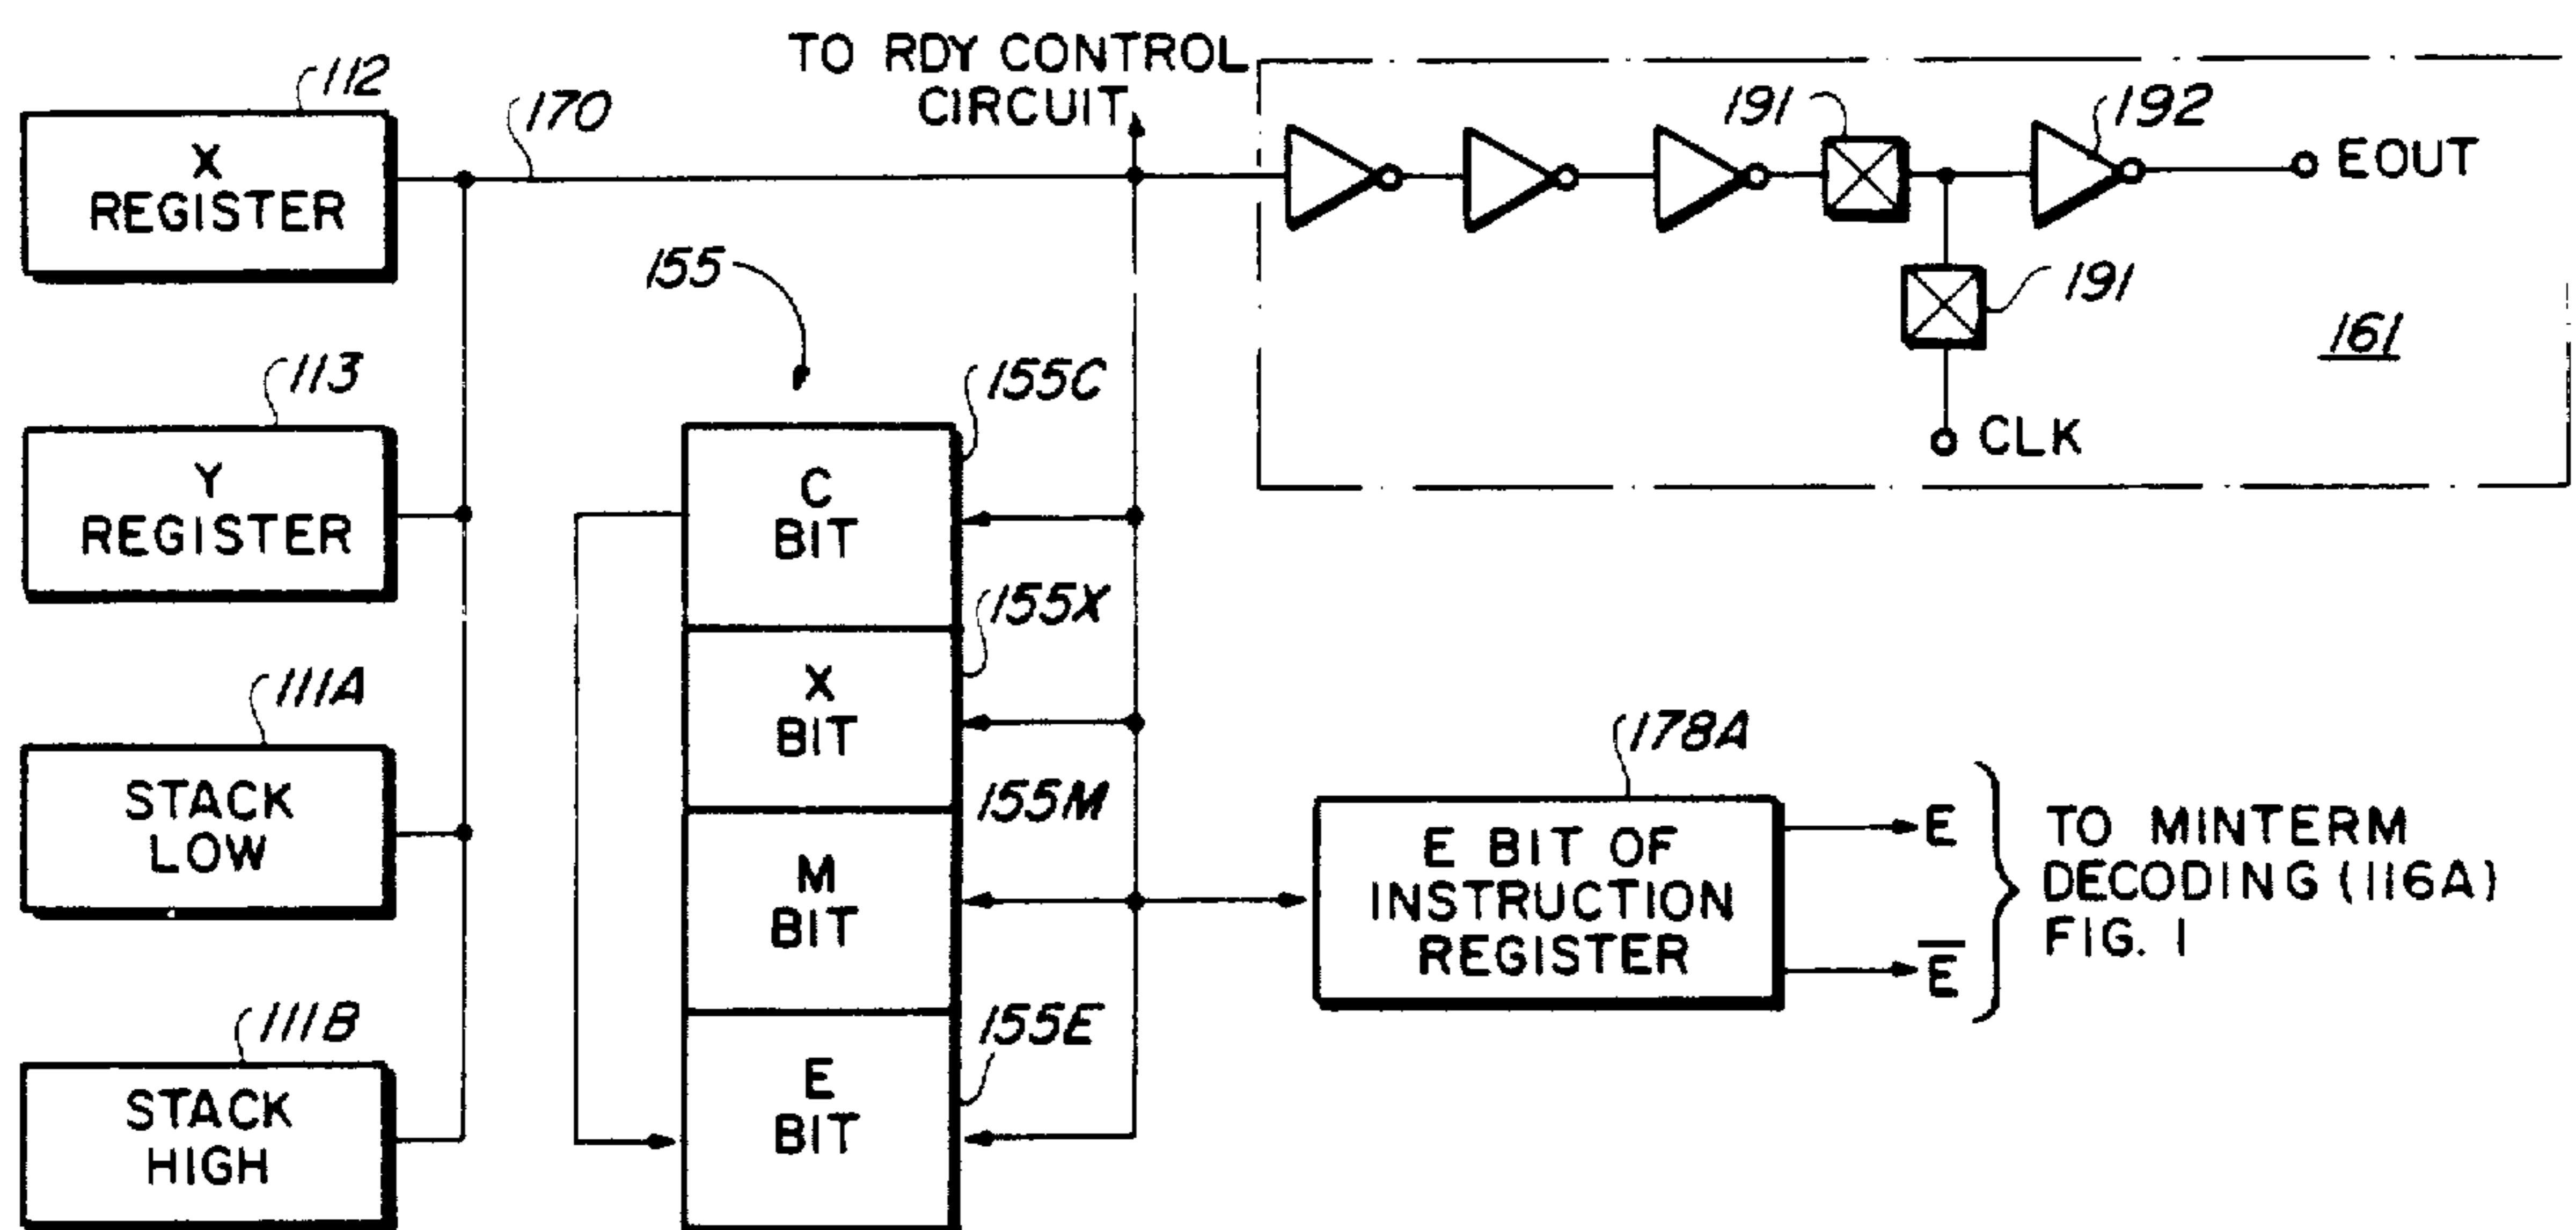 TO RDY CONTROL
CIRCUIT
112
X
REGISTER
170
191
192
EOUT
191
161
CLK
155
113
Y
REGISTER
155C
C
BIT
155X
X
BIT
111A
STACK
LOW
155M
M
BIT
178A
E BIT OF
INSTRUCTION
REGISTER
E
E̅
TO MINTERM
DECODING (116A)
FIG. 1
111B
STACK
HIGH
155E
E
BIT